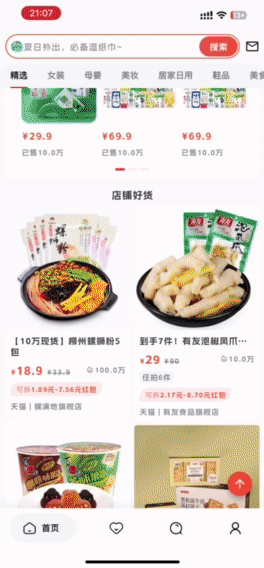 21:07
夏日外出，必备湿纸巾~
搜索
精选 女装 母婴 美妆 居家日用 鞋品 美食
¥29.9 ¥69.9 ¥69.9
已售10.0万 已售10.0万 已售10.0万
店铺好货
【10万现货】柳州螺蛳粉5包
¥18.9 ¥33.9 100.0万
可拆1.89元-7.56元红包
天猫 | 螺满地旗舰店
到手7件！有友泡椒凤爪···
¥29 ¥90 10.0万
任拍6件
可拆2.17元-8.70元红包
天猫 | 有友食品旗舰店
首页